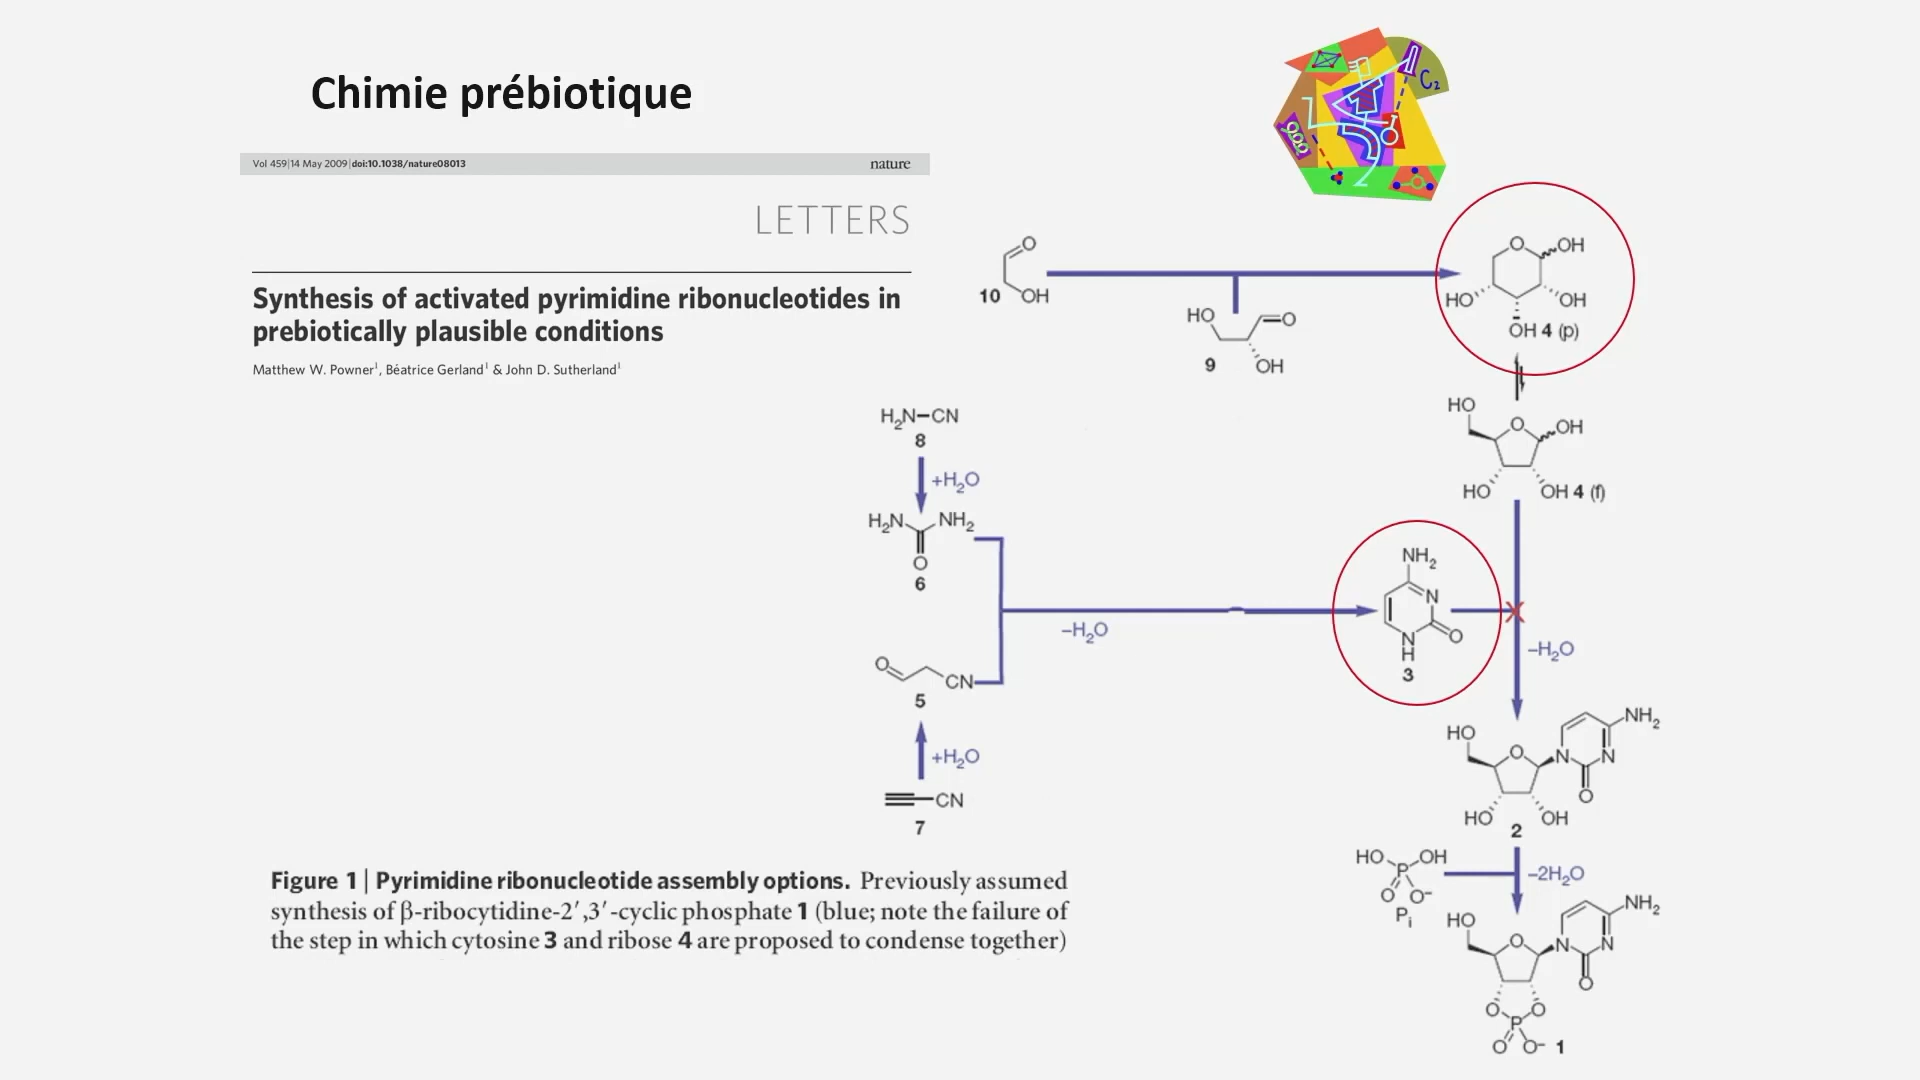 Chimie prébiotique
C₂
Vol 459|14 May 2009|doi:10.1038/nature08013 nature
LETTERS
Synthesis of activated pyrimidine ribonucleotides in
prebiotically plausible conditions
Matthew W. Powner¹, Béatrice Gerland¹ & John D. Sutherland¹
O
OH
10
HO
O
OH
9
O
OH
HO
OH
OH 4 (p)
HO
O
OH
HO
OH 4 (f)
H₂N–CN
8
+H₂O
H₂N
NH₂
O
6
–H₂O
O
CN
5
+H₂O
CN
7
NH₂
N
N
H
O
3
X
–H₂O
HO
O
N
N
NH₂
O
HO
OH
2
HO
OH
P
O
O⁻
Pᵢ
–2H₂O
HO
O
N
N
NH₂
O
O
O
P
O
O⁻ 1
Figure 1 | Pyrimidine ribonucleotide assembly options. Previously assumed
synthesis of β-ribocytidine-2′,3′-cyclic phosphate 1 (blue; note the failure of
the step in which cytosine 3 and ribose 4 are proposed to condense together)